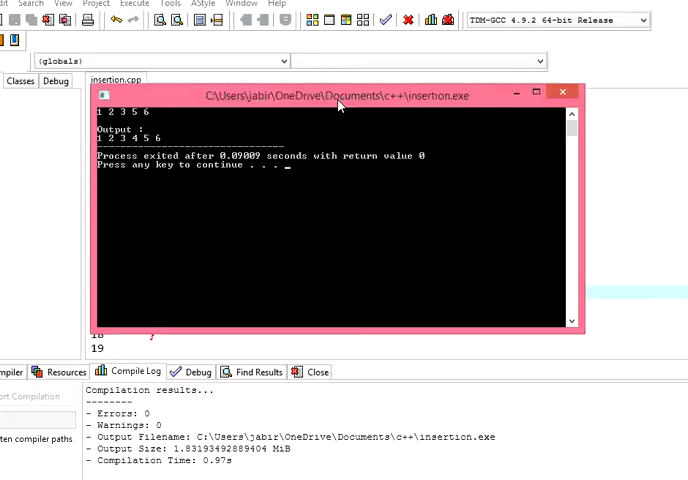 dit Search View Project Execute Tools AStyle Window Help
TDM-GCC 4.9.2 64-bit Release
(globals)
Classes Debug insertion.cpp
C:\Users\jabir\OneDrive\Documents\c++\insertion.exe
1 2 3 5 6
Output :
1 2 3 4 5 6
--------------------------------
Process exited after 0.09009 seconds with return value 0
Press any key to continue . . . _
18 }
19
mpiler Resources Compile Log Debug Find Results Close
ort Compilation
ten compiler paths
Compilation results...
--------
- Errors: 0
- Warnings: 0
- Output Filename: C:\Users\jabir\OneDrive\Documents\c++\insertion.exe
- Output Size: 1.83193492889404 MiB
- Compilation Time: 0.97s